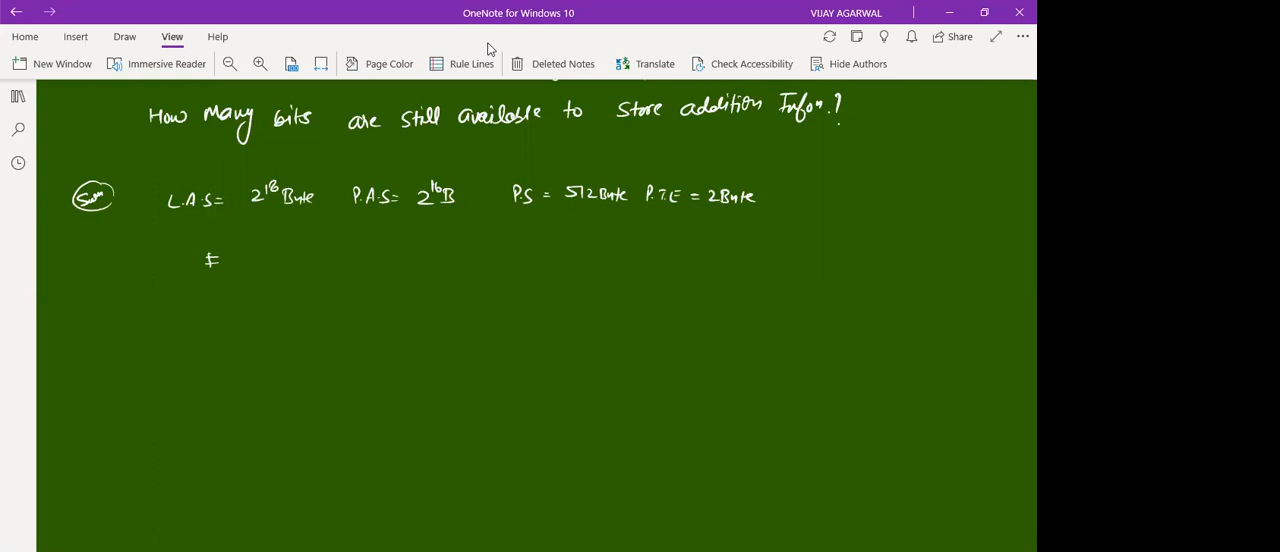 OneNote for Windows 10
VIJAY AGARWAL
Home Insert Draw View Help
Share
New Window Immersive Reader Page Color Rule Lines Deleted Notes Translate Check Accessibility Hide Authors
How Many bits are still available to store addition Infon.?
L.A.S = 2^18 Byte P.A.S = 2^16 B P.S = 512 Byte P.T.E = 2 Byte